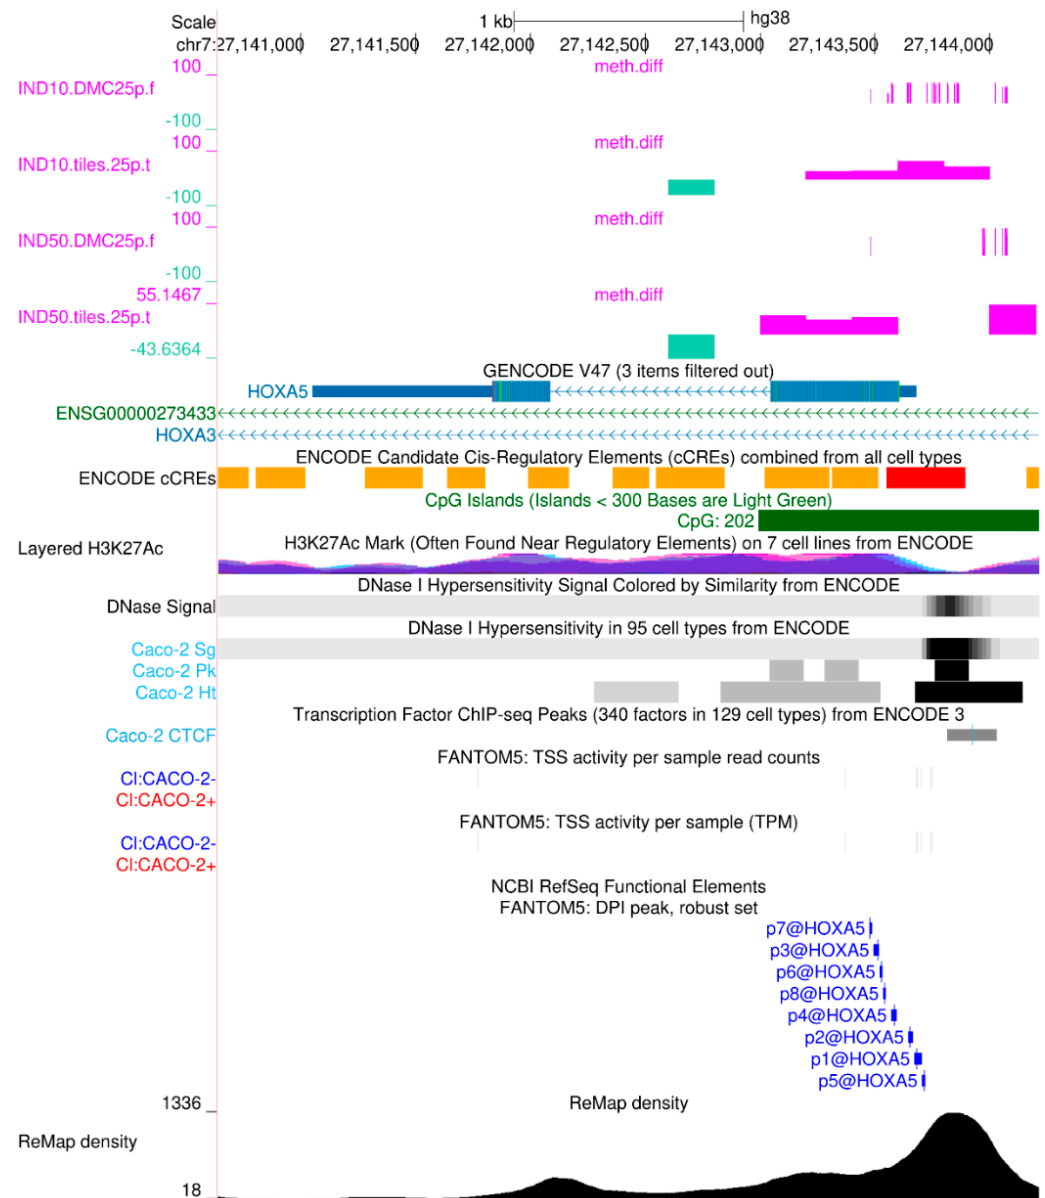 Scale 1 kb hg38
chr7: 27,141,000 27,141,500 27,142,000 27,142,500 27,143,000 27,143,500 27,144,000
100 meth.diff
IND10.DMC25p.f
-100
100 meth.diff
IND10.tiles.25p.t
-100
100 meth.diff
IND50.DMC25p.f
-100
55.1467 meth.diff
IND50.tiles.25p.t
-43.6364
GENCODE V47 (3 items filtered out)
HOXA5
ENSG00000273433
HOXA3
ENCODE Candidate Cis-Regulatory Elements (cCREs) combined from all cell types
ENCODE cCREs
CpG Islands (Islands < 300 Bases are Light Green)
CpG: 202
H3K27Ac Mark (Often Found Near Regulatory Elements) on 7 cell lines from ENCODE
Layered H3K27Ac
DNase I Hypersensitivity Signal Colored by Similarity from ENCODE
DNase Signal
DNase I Hypersensitivity in 95 cell types from ENCODE
Caco-2 Sg
Caco-2 Pk
Caco-2 Ht
Transcription Factor ChIP-seq Peaks (340 factors in 129 cell types) from ENCODE 3
Caco-2 CTCF
FANTOM5: TSS activity per sample read counts
Cl:CACO-2-
Cl:CACO-2+
FANTOM5: TSS activity per sample (TPM)
Cl:CACO-2-
Cl:CACO-2+
NCBI RefSeq Functional Elements
FANTOM5: DPI peak, robust set
p7@HOXA5
p3@HOXA5
p6@HOXA5
p8@HOXA5
p4@HOXA5
p2@HOXA5
p1@HOXA5
p5@HOXA5
1336 ReMap density
ReMap density
18